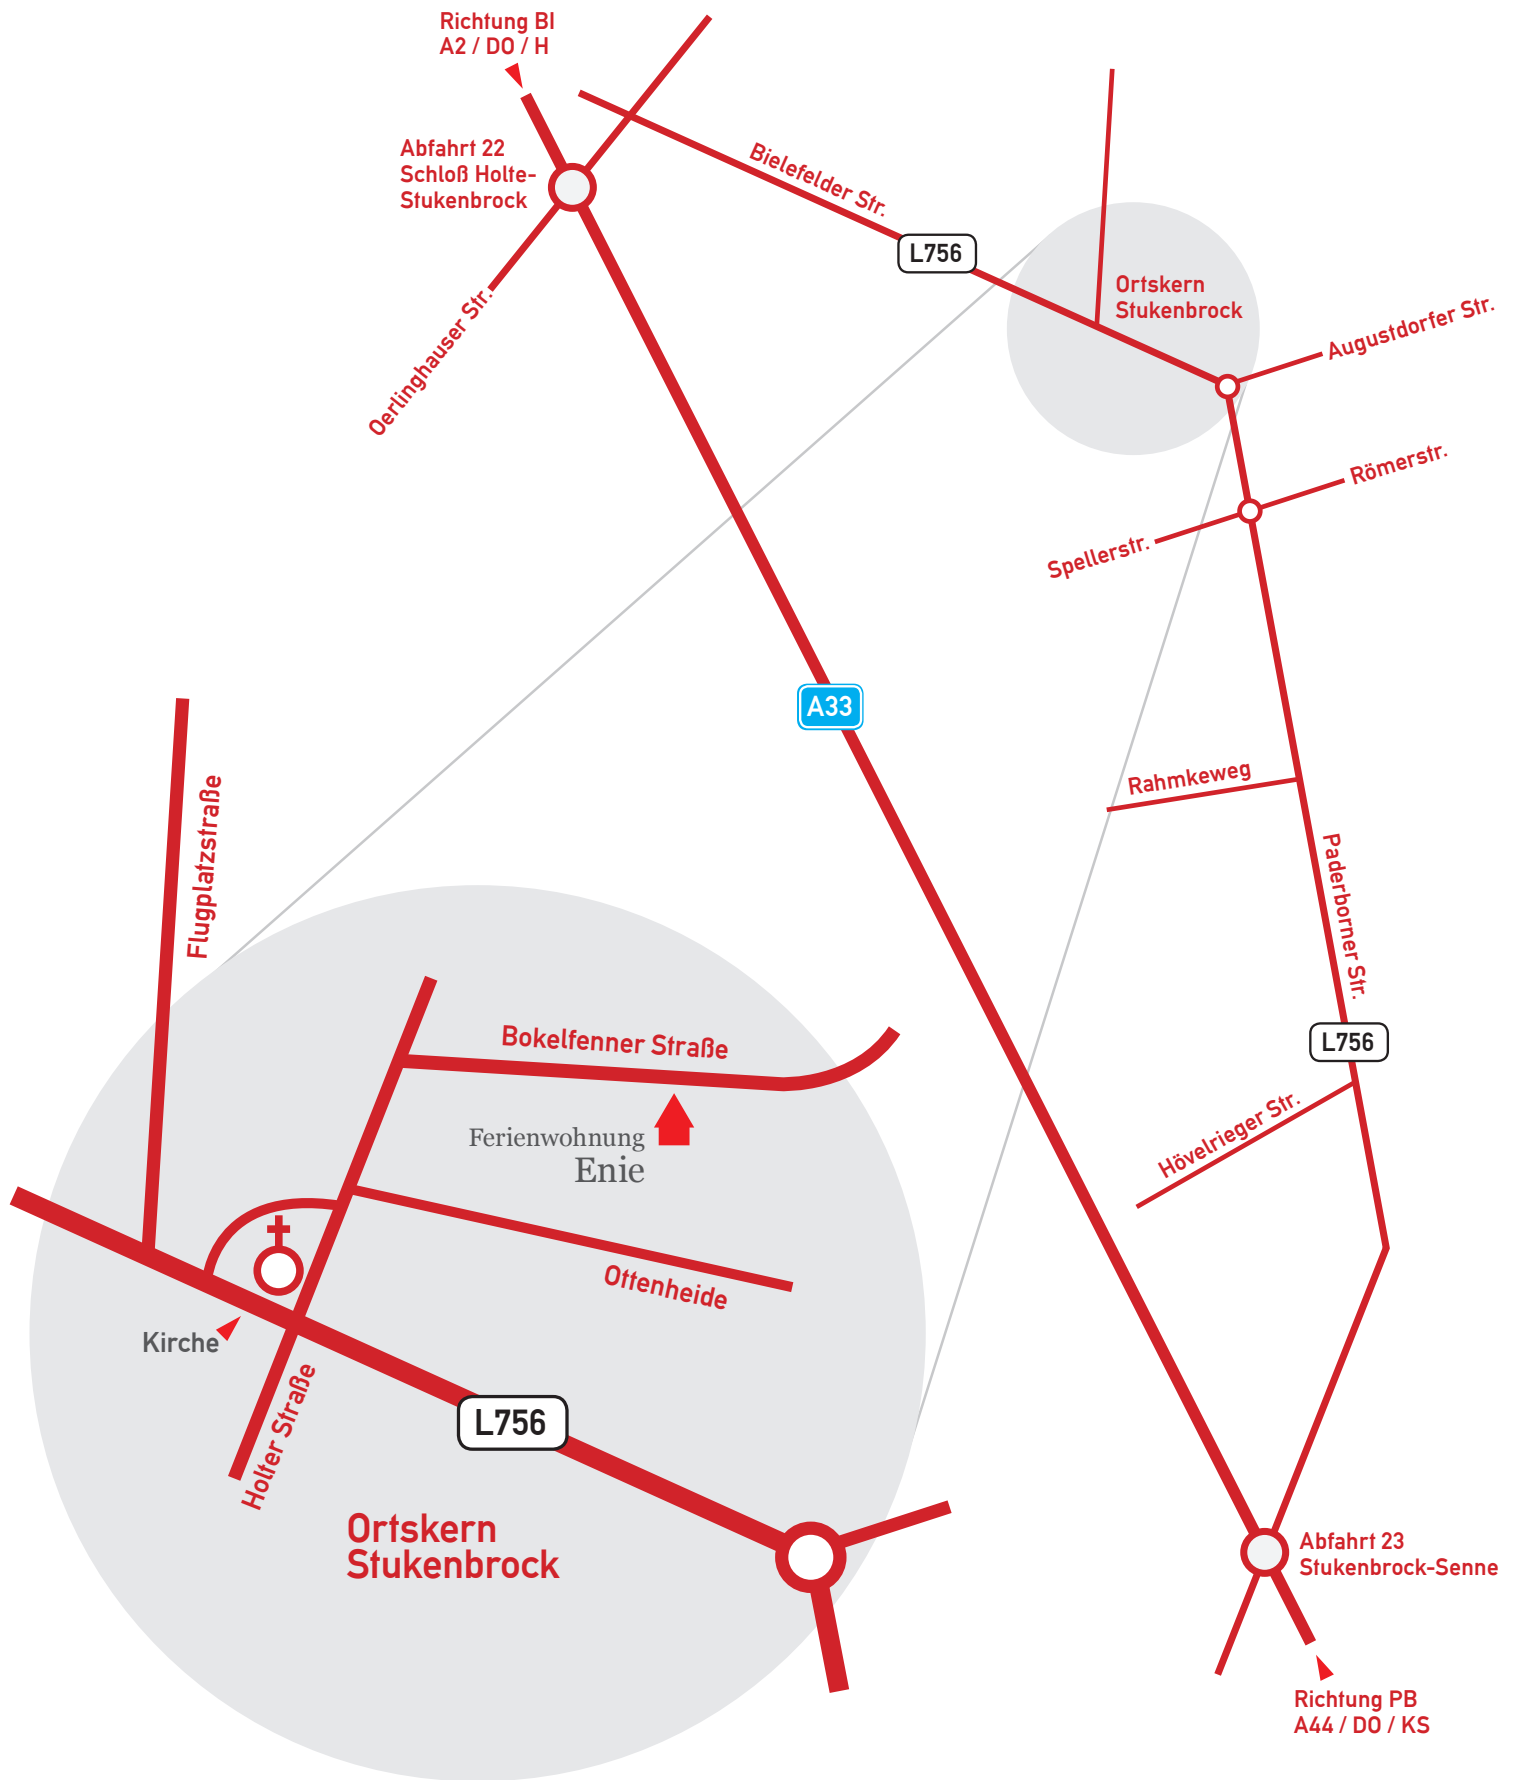 Richtung BI
A2 / DO / H
Abfahrt 22
Schloß Holte-
Stukenbrock
Bielefelder Str.
L756
Oerlinghauser Str.
Ortskern
Stukenbrock
Augustdorfer Str.
Römerstr.
Spellerstr.
A33
Rahmkeweg
Paderborner Str.
L756
Hövelrieger Str.
Flugplatzstraße
Bokelfenner Straße
Ferienwohnung
Enie
Ottenheide
Kirche
Holter Straße
L756
Ortskern
Stukenbrock
Abfahrt 23
Stukenbrock-Senne
Richtung PB
A44 / DO / KS